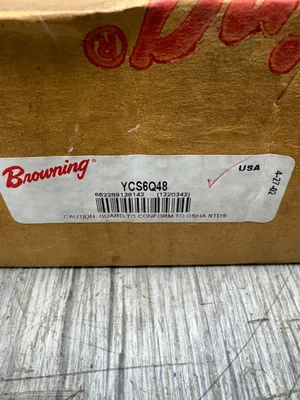 Browning
YCS6Q48
USA
662289136142 (1220342)
4-27-02
CAUTION: GUARD TO CONFORM TO OSHA STDS